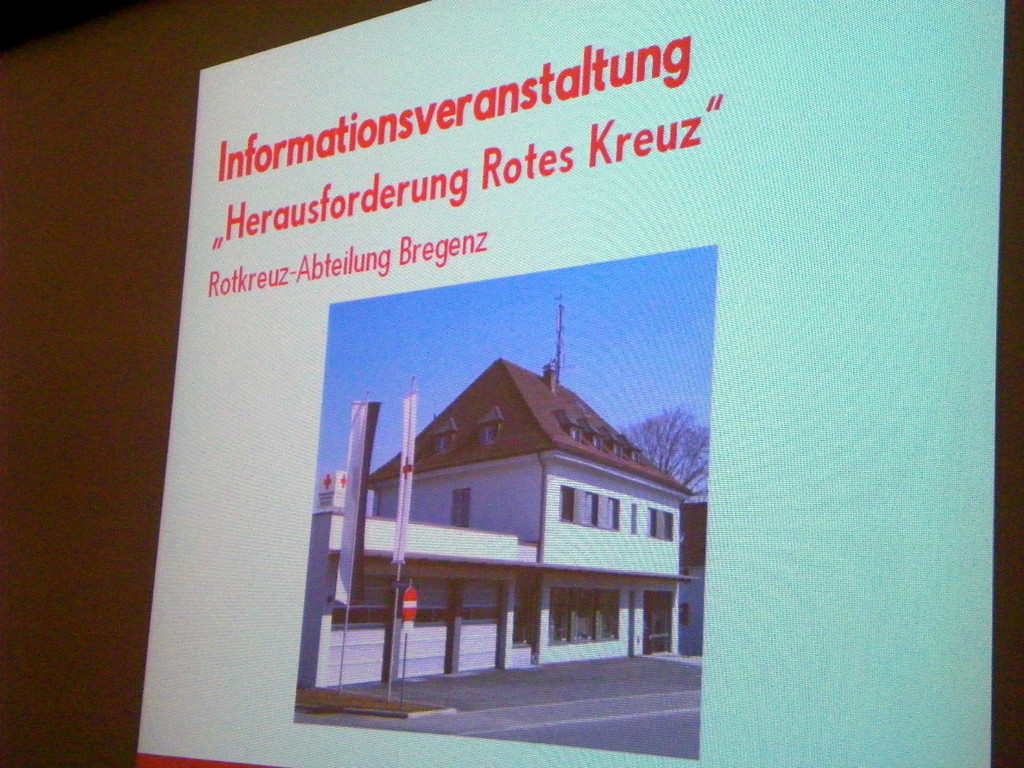 Informationsveranstaltung
„Herausforderung Rotes Kreuz“
Rotkreuz-Abteilung Bregenz